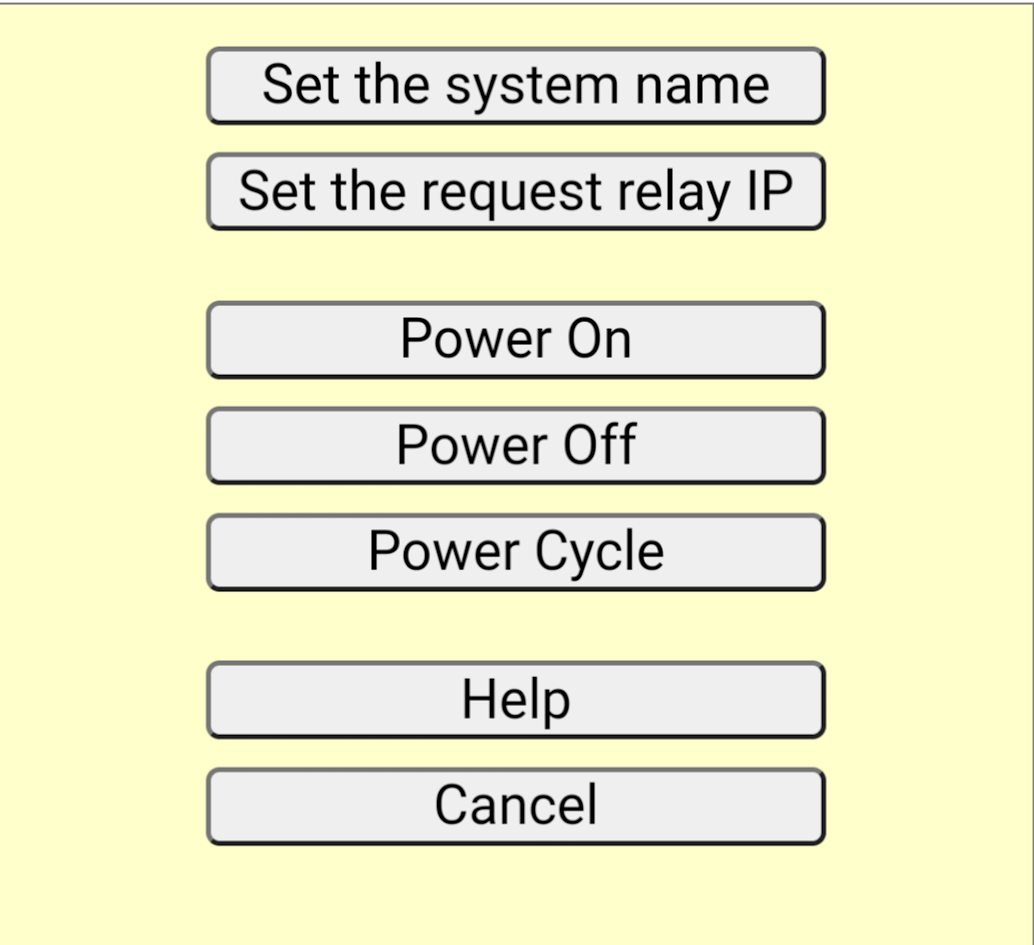 Set the system name
Set the request relay IP
Power On
Power Off
Power Cycle
Help
Cancel